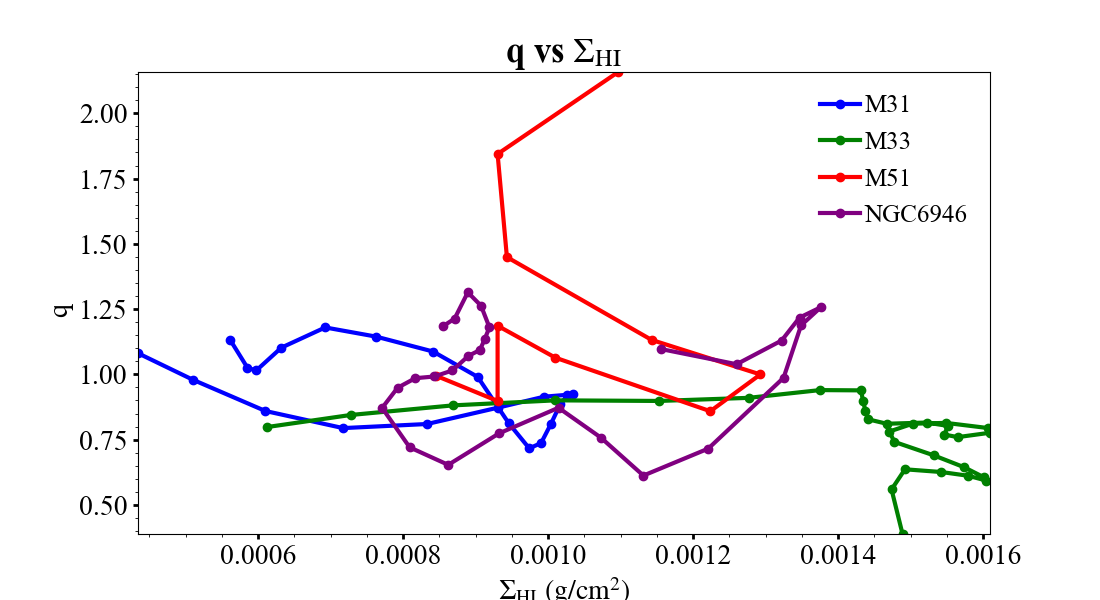 q vs Σ_HI
2.00
1.75
1.50
1.25
1.00
0.75
0.50
q
M31
M33
M51
NGC6946
0.0006 0.0008 0.0010 0.0012 0.0014 0.0016
Σ_HI (g/cm²)